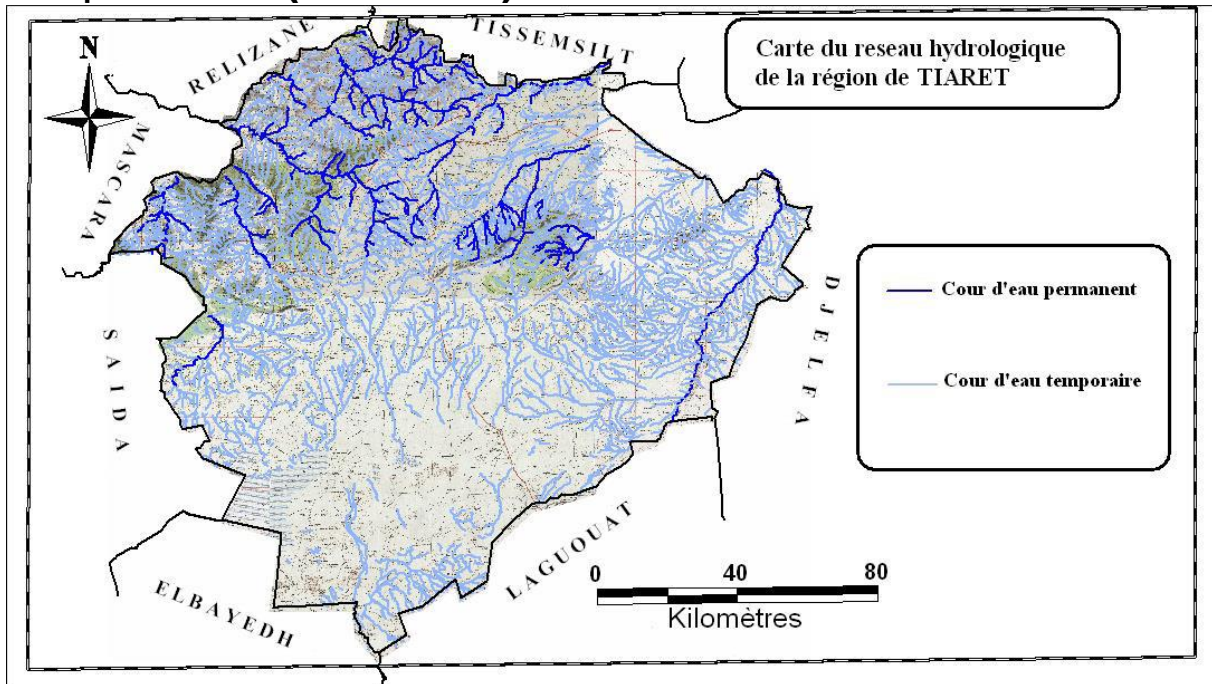 Carte du reseau hydrologique
de la région de TIARET
N
RELIZANE
TISSEMSILT
MASCARA
SAIDA
DJELFA
LAGUOUAT
ELBAYEDH
Cour d'eau permanent
Cour d'eau temporaire
0 40 80
Kilomètres